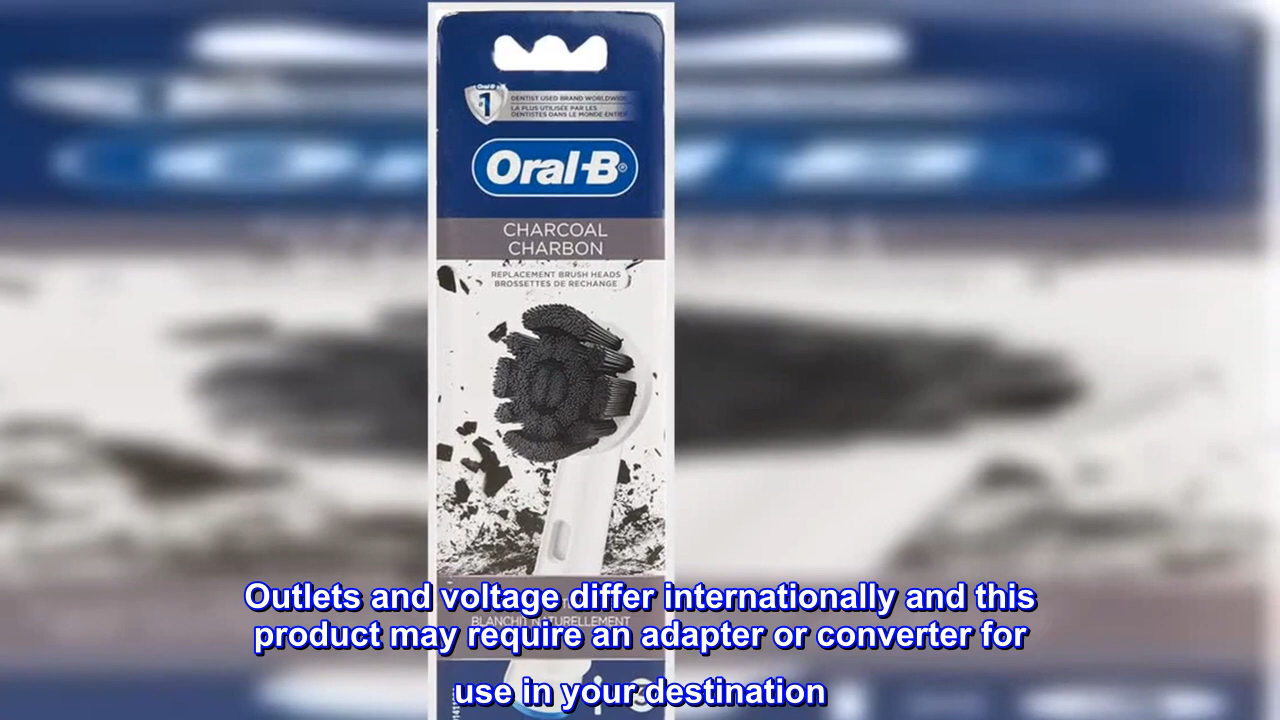 Oral-B
1
DENTIST USED BRAND WORLDWIDE
LA PLUS UTILISÉE PAR LES
DENTISTES DANS LE MONDE ENTIER
Oral-B®
CHARCOAL
CHARBON
REPLACEMENT BRUSH HEADS
BROSSETTES DE RECHANGE
Outlets and voltage differ internationally and this
BLANCHIT NATURELLEMENT
product may require an adapter or converter for
use in your destination